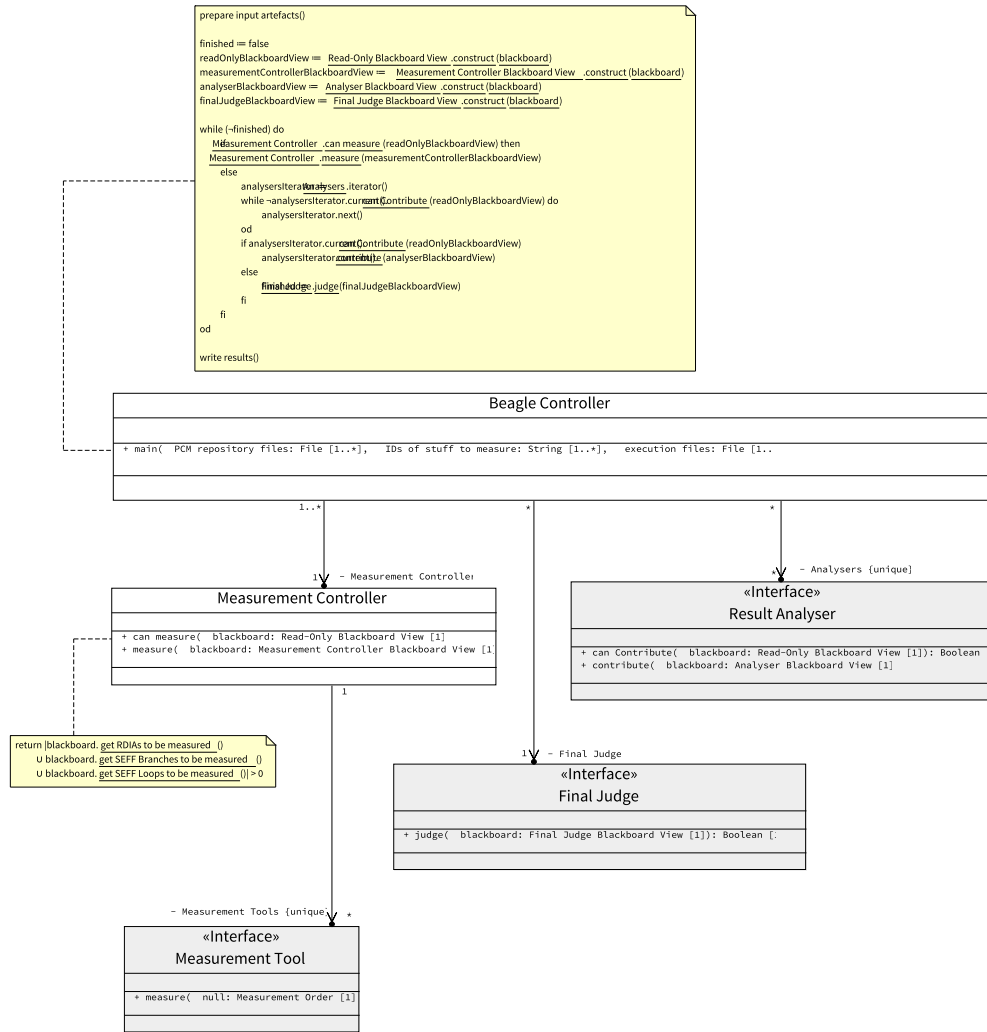 prepare input artefacts()
finished ≔ false
readOnlyBlackboardView ≔ Read-Only Blackboard View .construct (blackboard)
measurementControllerBlackboardView ≔ Measurement Controller Blackboard View .construct (blackboard)
analyserBlackboardView ≔ Analyser Blackboard View .construct (blackboard)
finalJudgeBlackboardView ≔ Final Judge Blackboard View .construct (blackboard)
while (¬finished) do
if Measurement Controller .can measure (readOnlyBlackboardView) then
Measurement Controller .measure (measurementControllerBlackboardView)
else
analysersIterator ≔ Analysers .iterator()
while ¬analysersIterator.current().can Contribute (readOnlyBlackboardView) do
analysersIterator.next()
od
if analysersIterator.current().can Contribute (readOnlyBlackboardView)
analysersIterator.current().contribute (analyserBlackboardView)
else
finished ≔ Final Judge .judge (finalJudgeBlackboardView)
fi
fi
od
write results()
Beagle Controller
+ main( PCM repository files: File [1..*], IDs of stuff to measure: String [1..*], execution files: File [1..
1..*
*
*
1
- Measurement Controller
*
- Analysers {unique}
Measurement Controller
+ can measure( blackboard: Read-Only Blackboard View [1]
+ measure( blackboard: Measurement Controller Blackboard View [1]
«Interface»
Result Analyser
+ can Contribute( blackboard: Read-Only Blackboard View [1]): Boolean
+ contribute( blackboard: Analyser Blackboard View [1]
1
return |blackboard. get RDIAs to be measured ()
∪ blackboard. get SEFF Branches to be measured ()
∪ blackboard. get SEFF Loops to be measured ()| > 0
1
- Final Judge
«Interface»
Final Judge
+ judge( blackboard: Final Judge Blackboard View [1]): Boolean [
- Measurement Tools {unique
*
«Interface»
Measurement Tool
+ measure( null: Measurement Order [1]